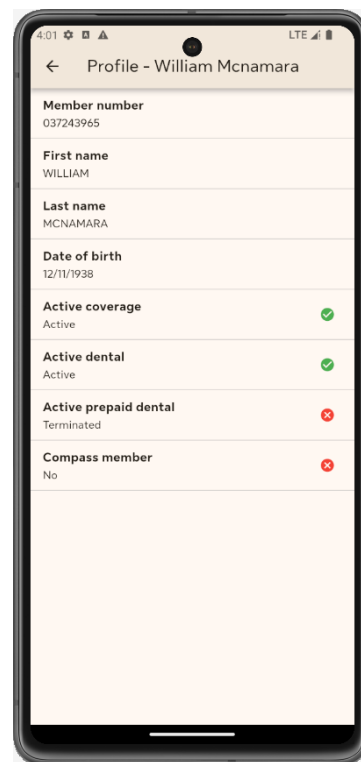 4:01 LTE
Profile - William Mcnamara
Member number
037243965
First name
WILLIAM
Last name
MCNAMARA
Date of birth
12/11/1938
Active coverage
Active
Active dental
Active
Active prepaid dental
Terminated
Compass member
No